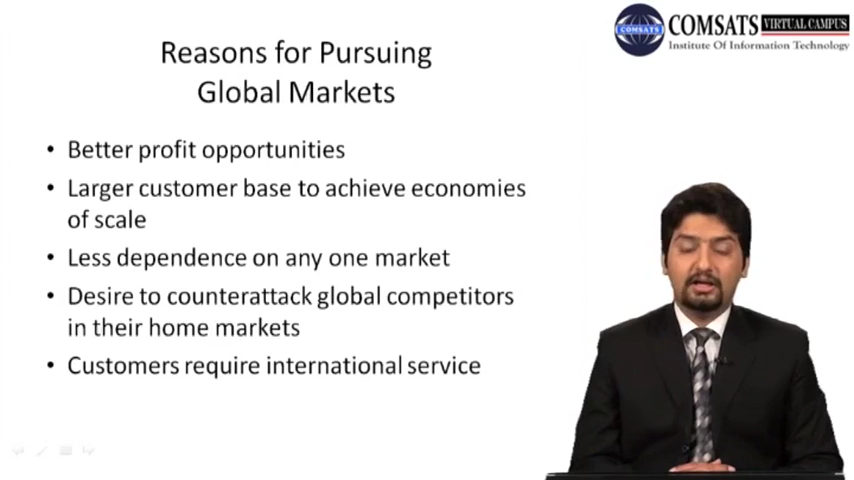 COMSATS VIRTUAL CAMPUS
COMSATS
Institute Of Information Technology
Reasons for Pursuing
Global Markets
• Better profit opportunities
• Larger customer base to achieve economies
of scale
• Less dependence on any one market
• Desire to counterattack global competitors
in their home markets
• Customers require international service